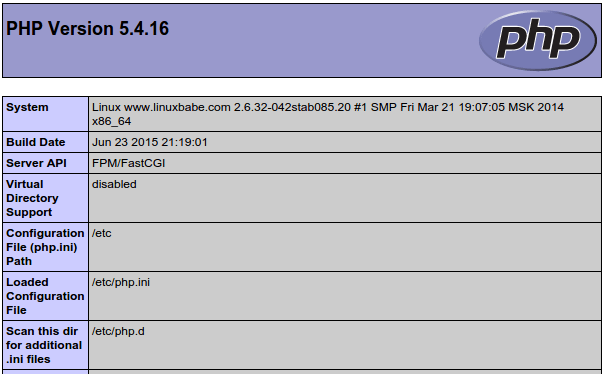 PHP Version 5.4.16
php
System
Linux www.linuxbabe.com 2.6.32-042stab085.20 #1 SMP Fri Mar 21 19:07:05 MSK 2014
x86_64
Build Date
Jun 23 2015 21:19:01
Server API
FPM/FastCGI
Virtual
Directory
Support
disabled
Configuration
File (php.ini)
Path
/etc
Loaded
Configuration
File
/etc/php.ini
Scan this dir
for additional
.ini files
/etc/php.d